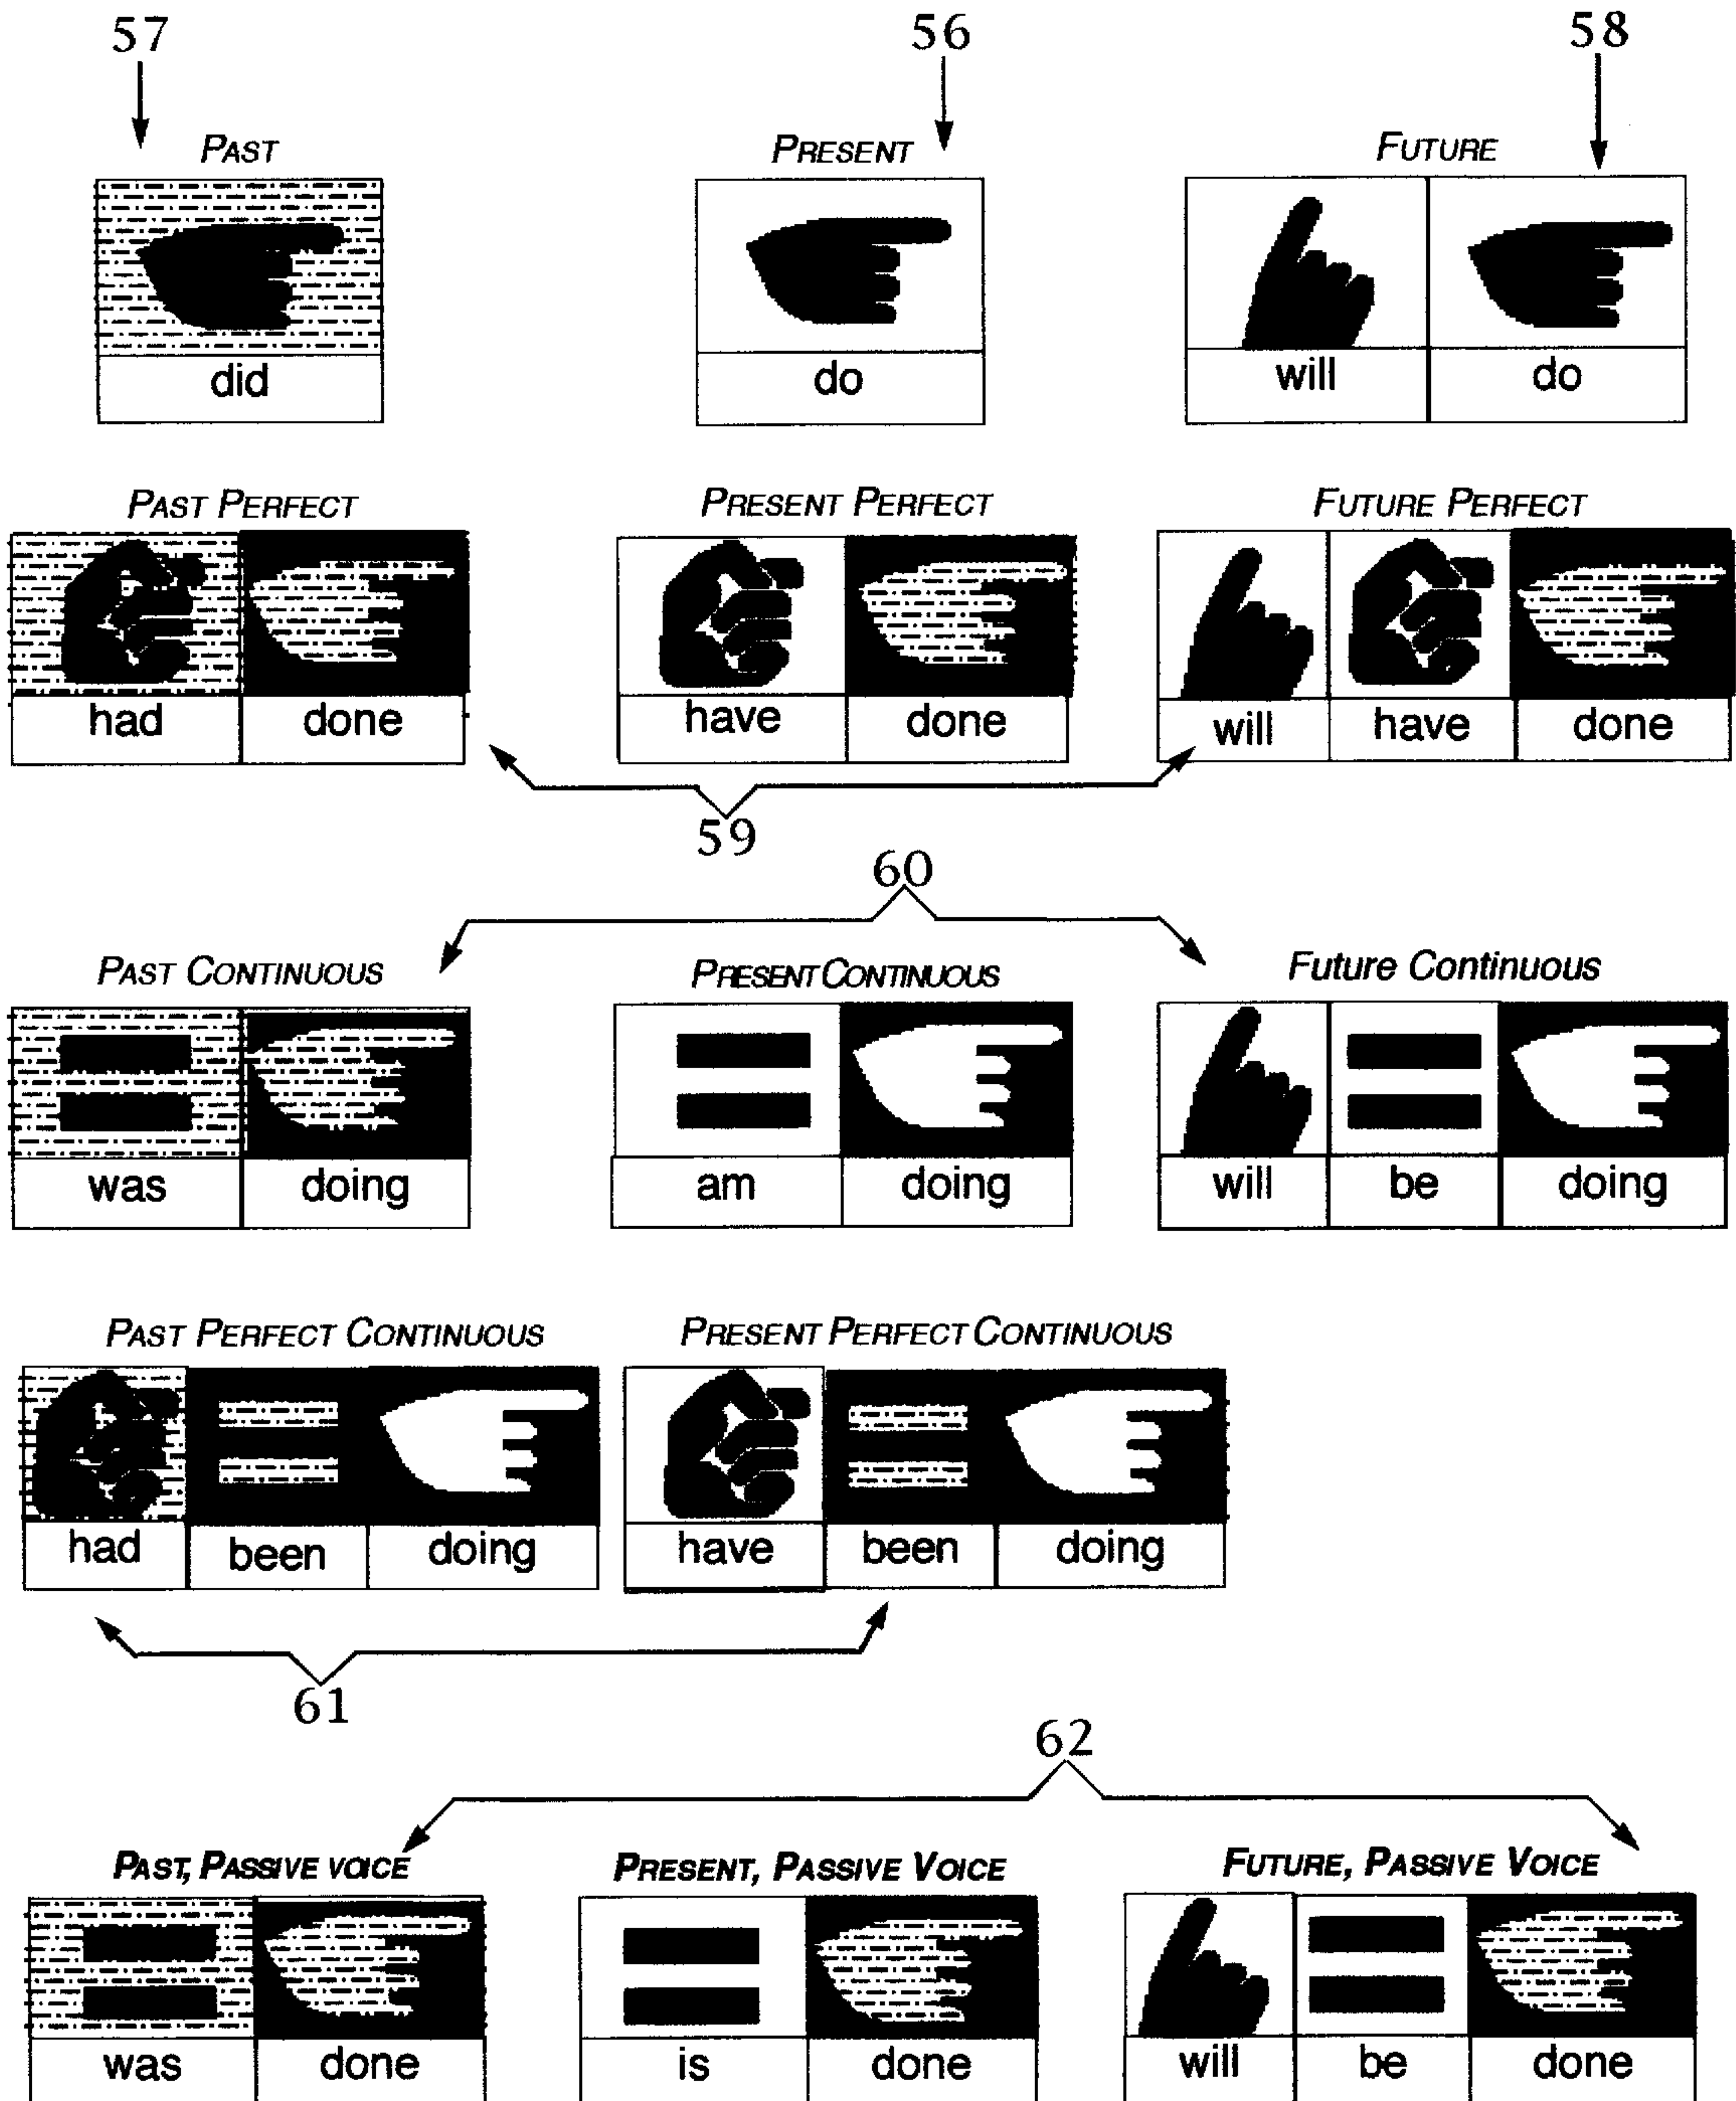 57 56 58
PAST PRESENT FUTURE
did do will do
PAST PERFECT PRESENT PERFECT FUTURE PERFECT
had done have done will have done
59
60
PAST CONTINUOUS PRESENT CONTINUOUS Future Continuous
was doing am doing will be doing
PAST PERFECT CONTINUOUS PRESENT PERFECT CONTINUOUS
had been doing have been doing
61
62
PAST, PASSIVE VOICE PRESENT, PASSIVE VOICE FUTURE, PASSIVE VOICE
was done is done will be done